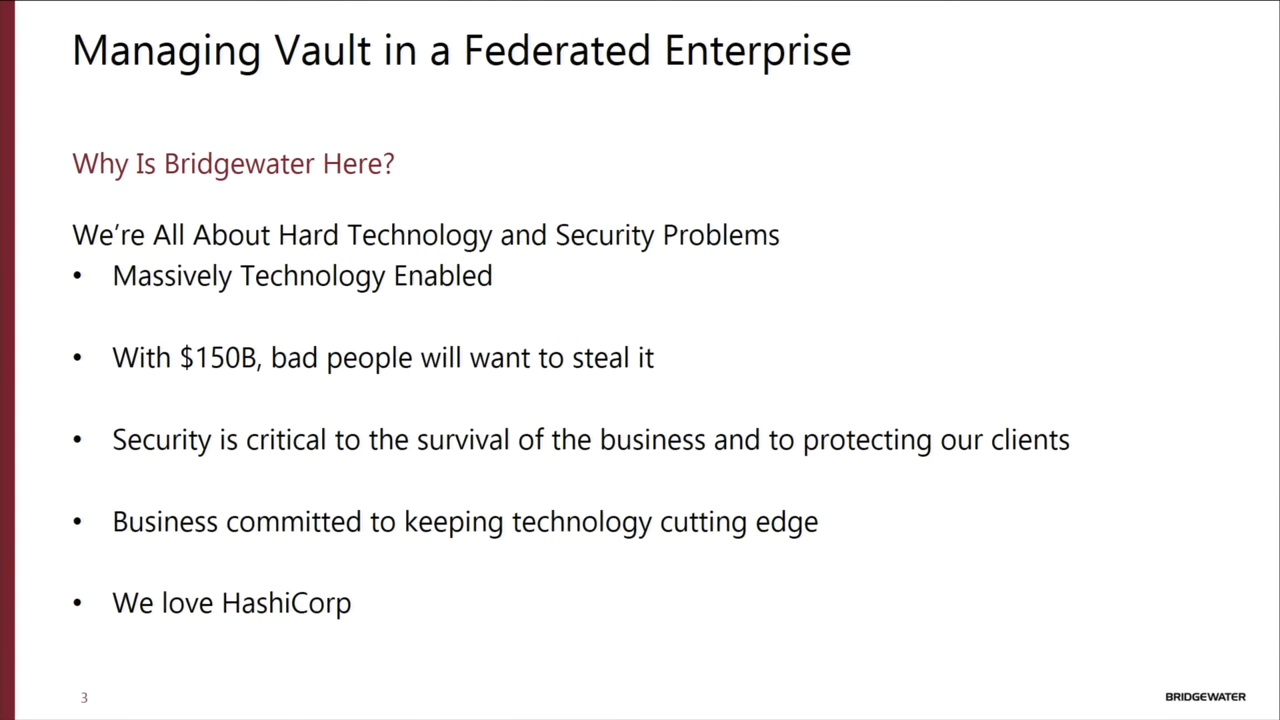 Managing Vault in a Federated Enterprise
Why Is Bridgewater Here?
We’re All About Hard Technology and Security Problems
• Massively Technology Enabled
• With $150B, bad people will want to steal it
• Security is critical to the survival of the business and to protecting our clients
• Business committed to keeping technology cutting edge
• We love HashiCorp
3
BRIDGEWATER